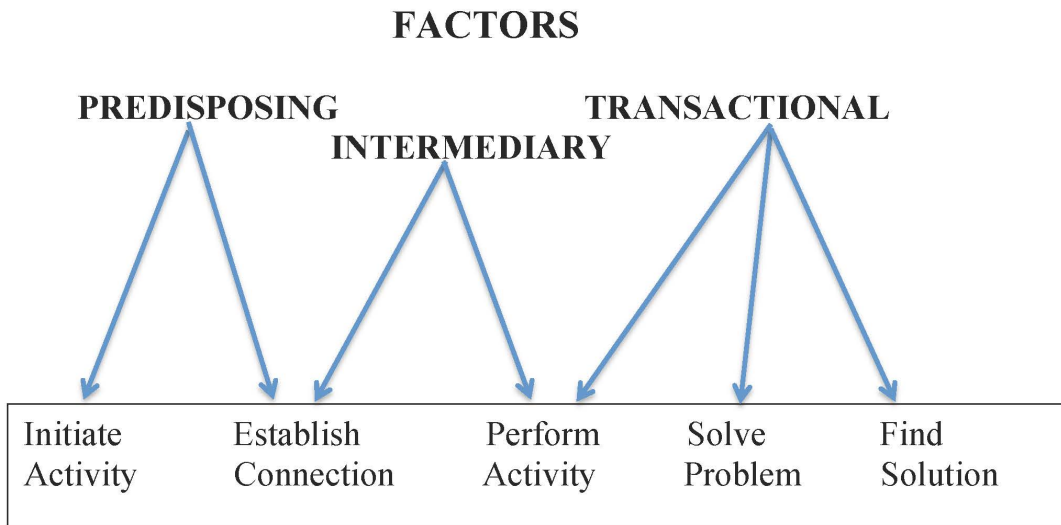 FACTORS
PREDISPOSING
TRANSACTIONAL
INTERMEDIARY
Initiate
Activity
Establish
Connection
Perform
Activity
Solve
Problem
Find
Solution